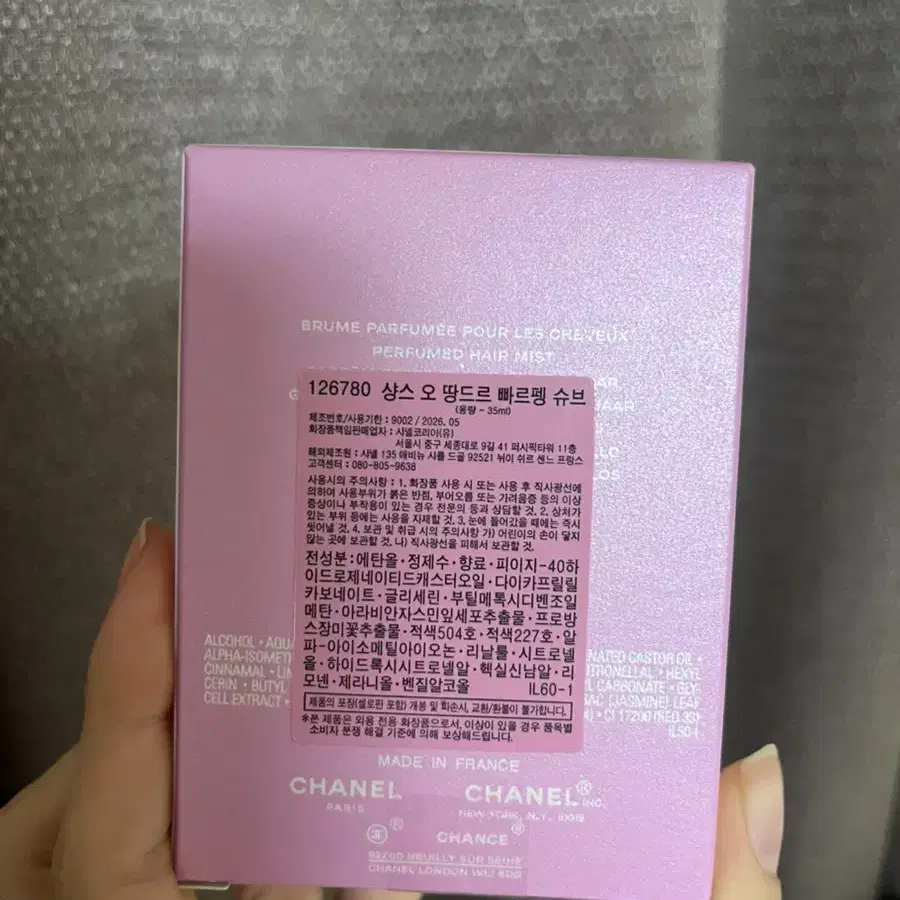 BRUME PARFUMÉE POUR LES CHEVEUX
PERFUMED HAIR MIST
126780 샹스 오 땅드르 빠르펭 슈브
(용량 - 35ml)
제조번호/사용기한 : 9002 / 2026. 05
화장품책임판매업자 : 샤넬코리아(유)
서울시 중구 세종대로 9길 41 퍼시픽타워 11층
해외제조원 : 샤넬 135 애비뉴 샤를 드골 92521 뉘이 쉬르 센느 프랑스
고객센터 : 080-805-9638
사용시의 주의사항 : 1. 화장품 사용 시 또는 사용 후 직사광선에
의하여 사용부위가 붉은 반점, 부어오름 또는 가려움증 등의 이상
증상이나 부작용이 있는 경우 전문의 등과 상담할 것. 2. 상처가
있는 부위 등에는 사용을 자제할 것. 3. 눈에 들어갔을 때에는 즉시
씻어낼 것. 4. 보관 및 취급 시의 주의사항 가) 어린이의 손이 닿지
않는 곳에 보관할 것. 나) 직사광선을 피해서 보관할 것.
전성분:에탄올·정제수·향료·피이지-40하
이드로제네이티드캐스터오일·다이카프릴릴
카보네이트·글리세린·부틸메톡시디벤조일
메탄·아라비안자스민잎세포추출물·프로방
스장미꽃추출물·적색504호·적색227호·알
파-아이소메틸아이오논·리날룰·시트로넬
올·하이드록시시트로넬알·헥실신남알·리
모넨·제라니올·벤질알코올 IL60-1
제품의 포장(셀로판 포함) 개봉 및 훼손시, 교환/환불이 불가합니다.
*본 제품은 외용 전용 화장품으로서, 이상이 있을 경우 품목별
소비자 분쟁 해결 기준에 의해 보상해드립니다.
ALCOHOL • AQUA
NATED CASTOR OIL •
ALPHA-ISOMET
CINNAMAL •
CARBONATE • GLY-
CERIN • BUTYL
(JASMINE) LEAF
CELL EXTRACT •
• CI 17200 (RED 33)
IL60-1
MADE IN FRANCE
CHANEL CHANEL® INC.
PARIS NEW YORK, N.Y. 10019
® CHANCE®
92200 NEUILLY SUR SEINE
CHANEL LONDON W1J 6DG